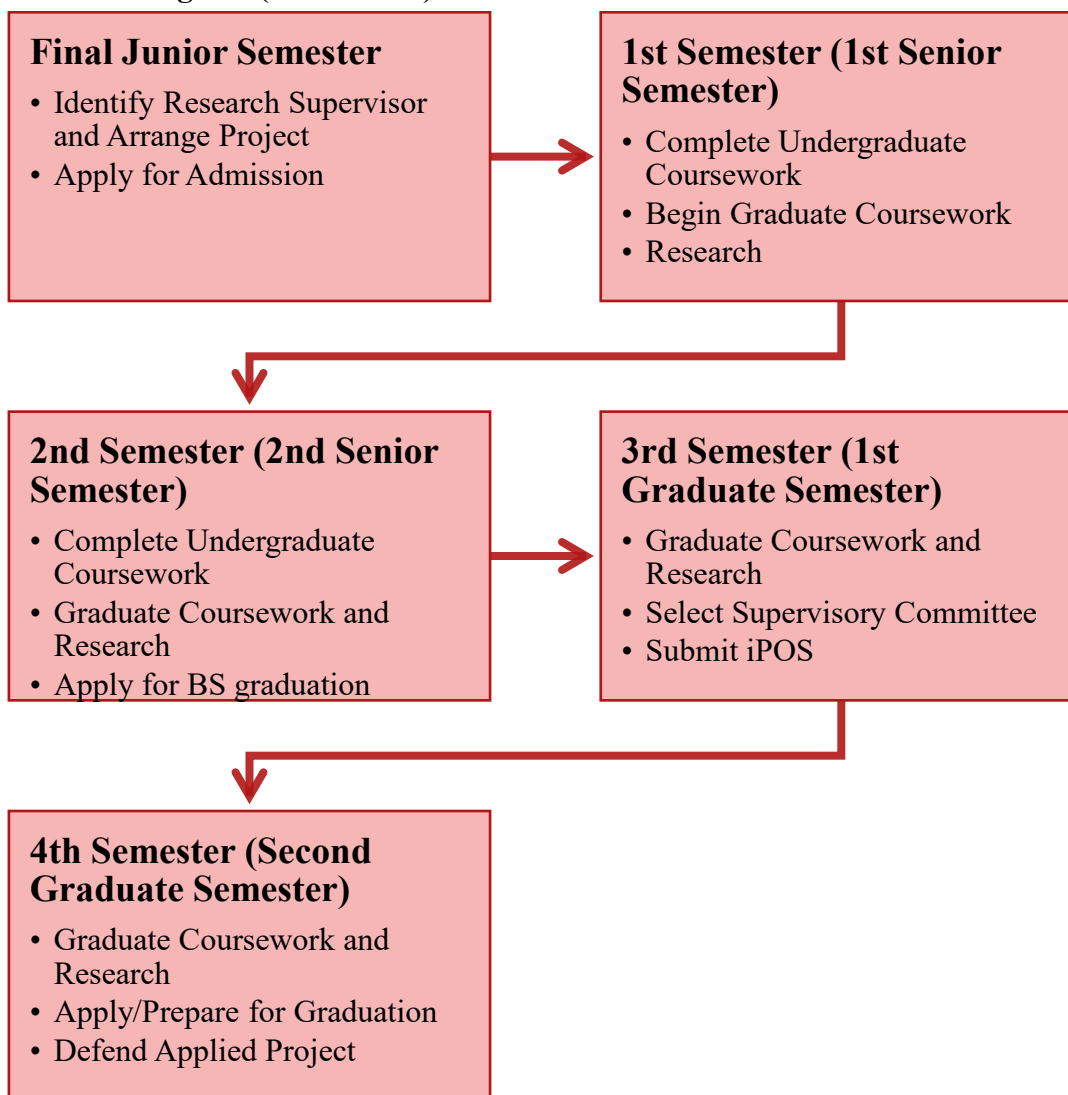 Final Junior Semester
• Identify Research Supervisor
and Arrange Project
• Apply for Admission
1st Semester (1st Senior
Semester)
• Complete Undergraduate
Coursework
• Begin Graduate Coursework
• Research
2nd Semester (2nd Senior
Semester)
• Complete Undergraduate
Coursework
• Graduate Coursework and
Research
• Apply for BS graduation
3rd Semester (1st
Graduate Semester)
• Graduate Coursework and
Research
• Select Supervisory Committee
• Submit iPOS
4th Semester (Second
Graduate Semester)
• Graduate Coursework and
Research
• Apply/Prepare for Graduation
• Defend Applied Project